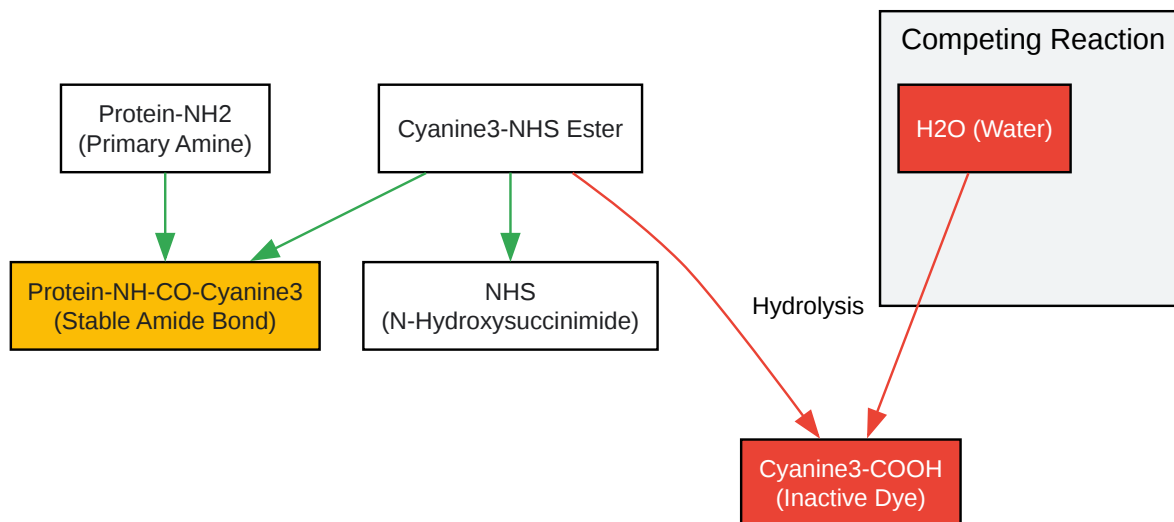 Competing Reaction
Protein-NH2
(Primary Amine)
Cyanine3-NHS Ester
H2O (Water)
Protein-NH-CO-Cyanine3
(Stable Amide Bond)
NHS
(N-Hydroxysuccinimide)
Hydrolysis
Cyanine3-COOH
(Inactive Dye)